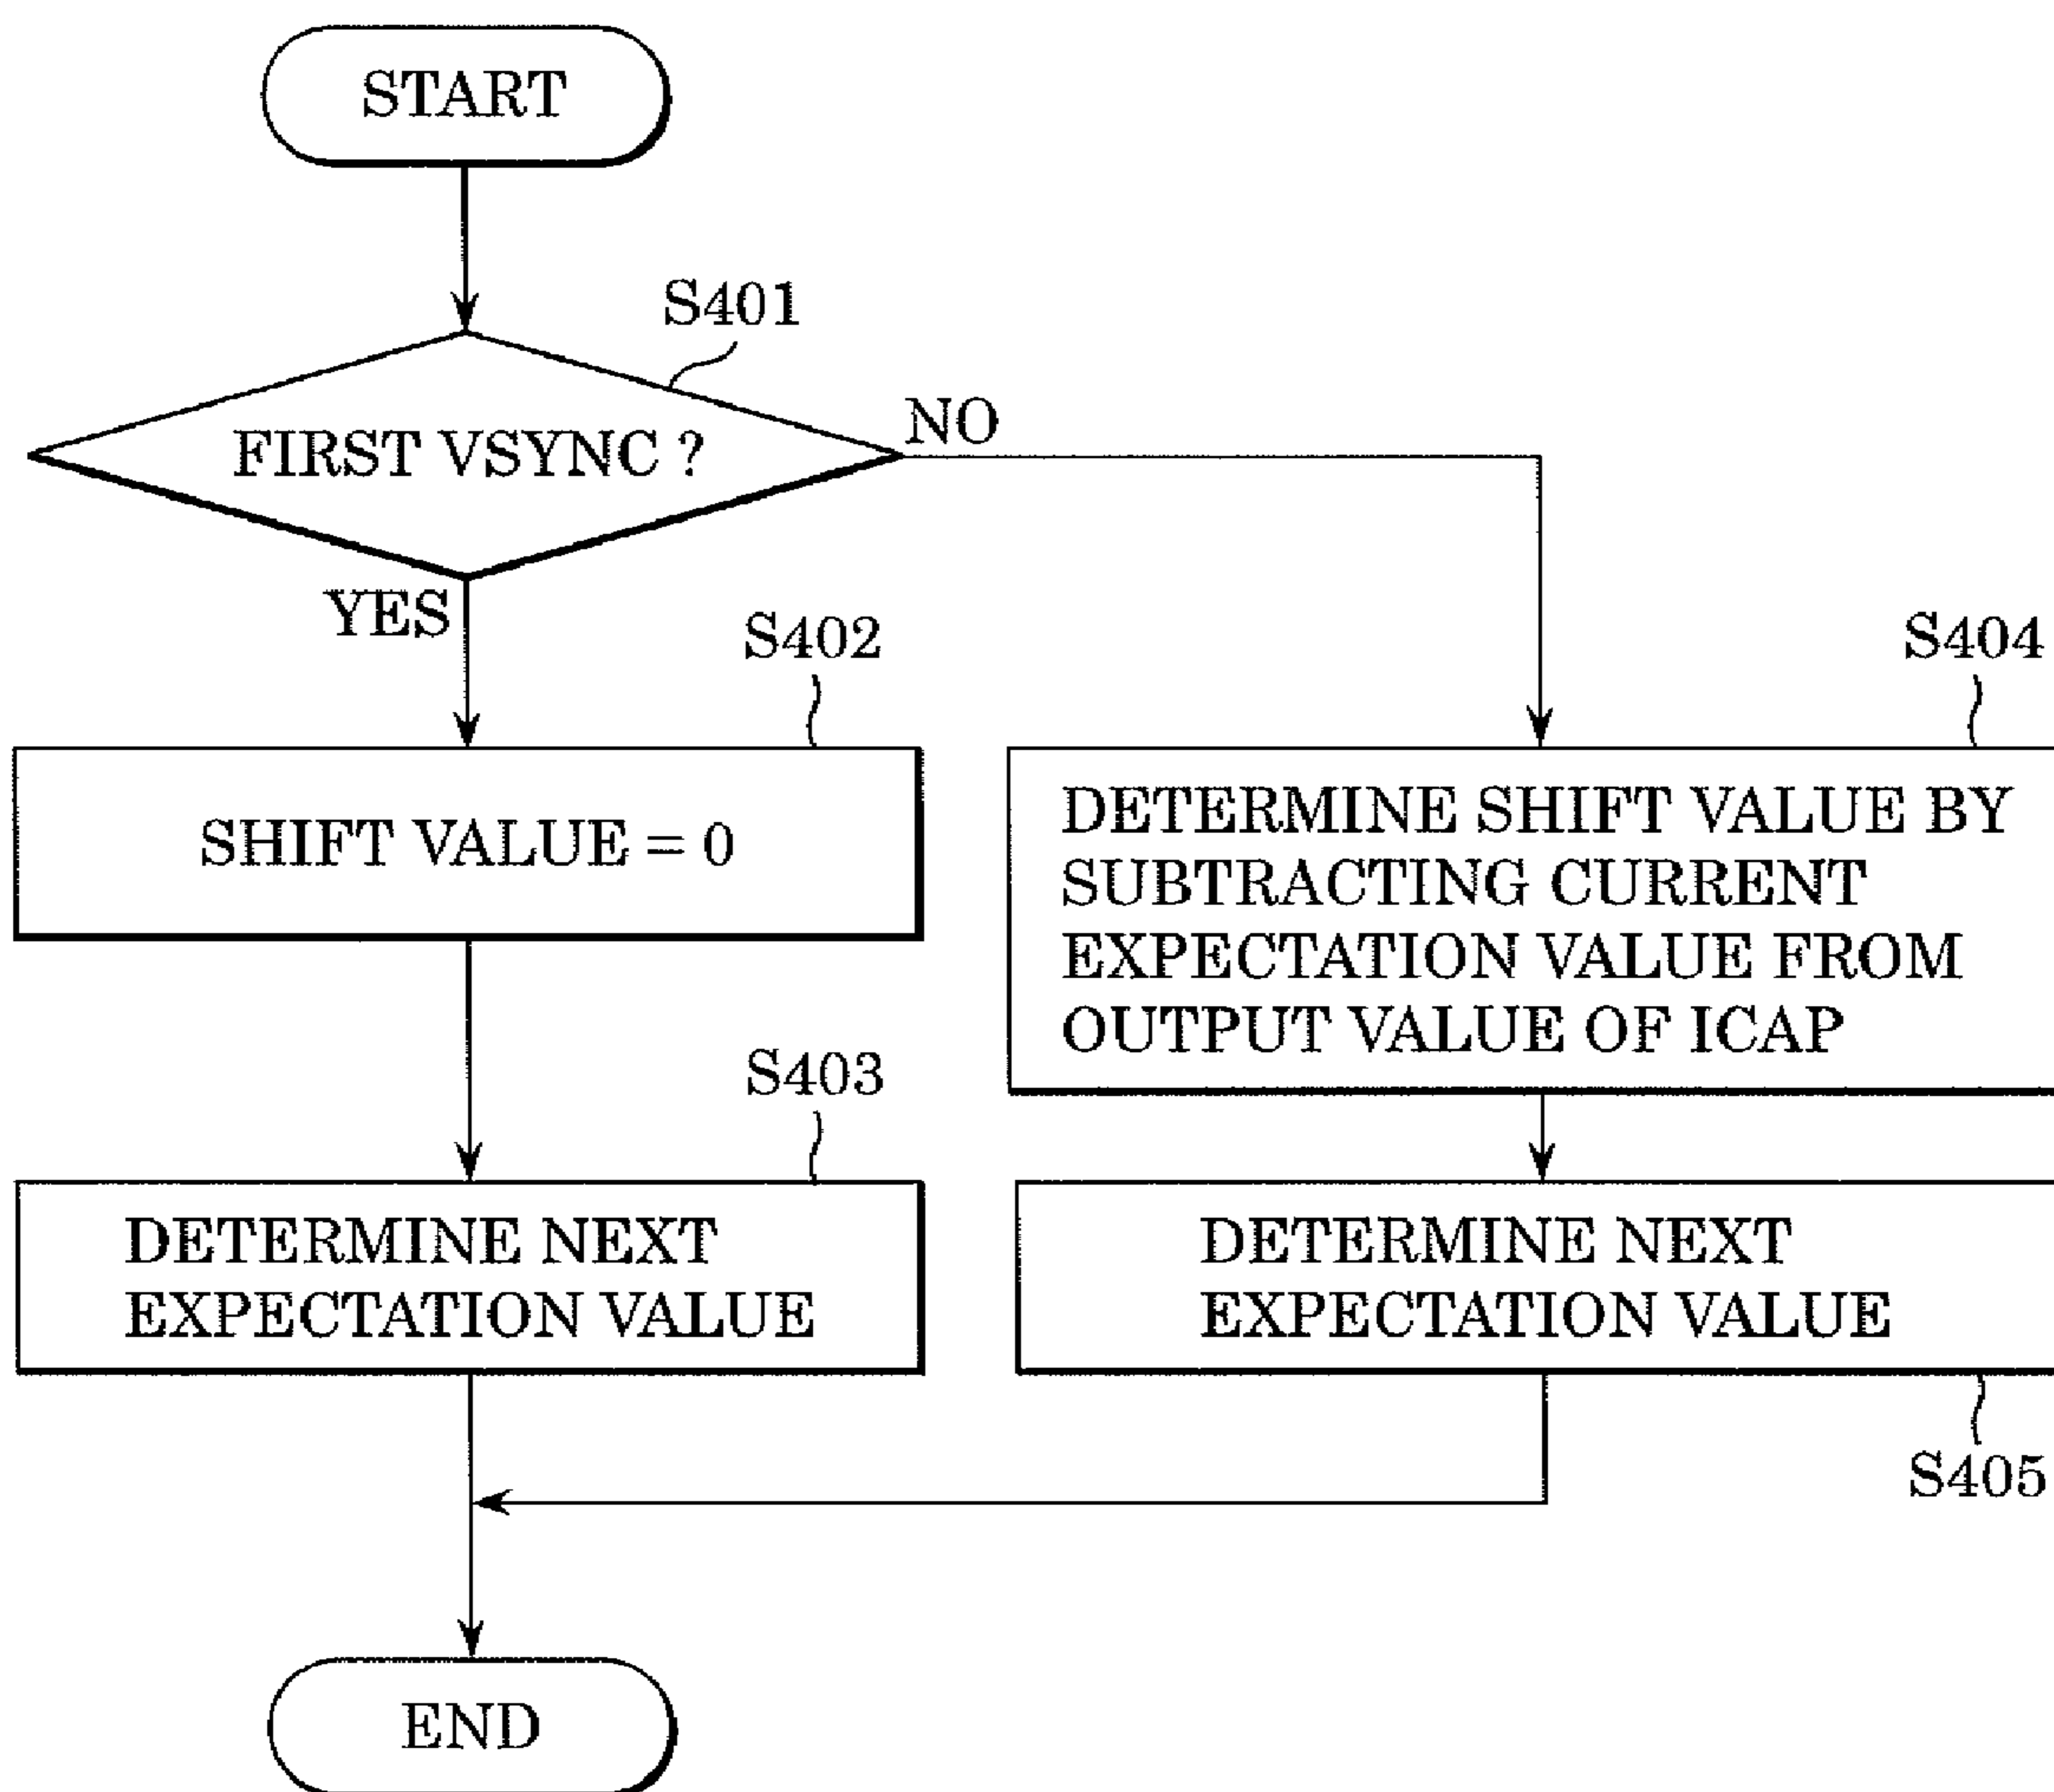 START
S401
FIRST VSYNC ?
NO
YES
S402
SHIFT VALUE = 0
S404
DETERMINE SHIFT VALUE BY
SUBTRACTING CURRENT
EXPECTATION VALUE FROM
OUTPUT VALUE OF ICAP
S403
DETERMINE NEXT
EXPECTATION VALUE
DETERMINE NEXT
EXPECTATION VALUE
S405
END